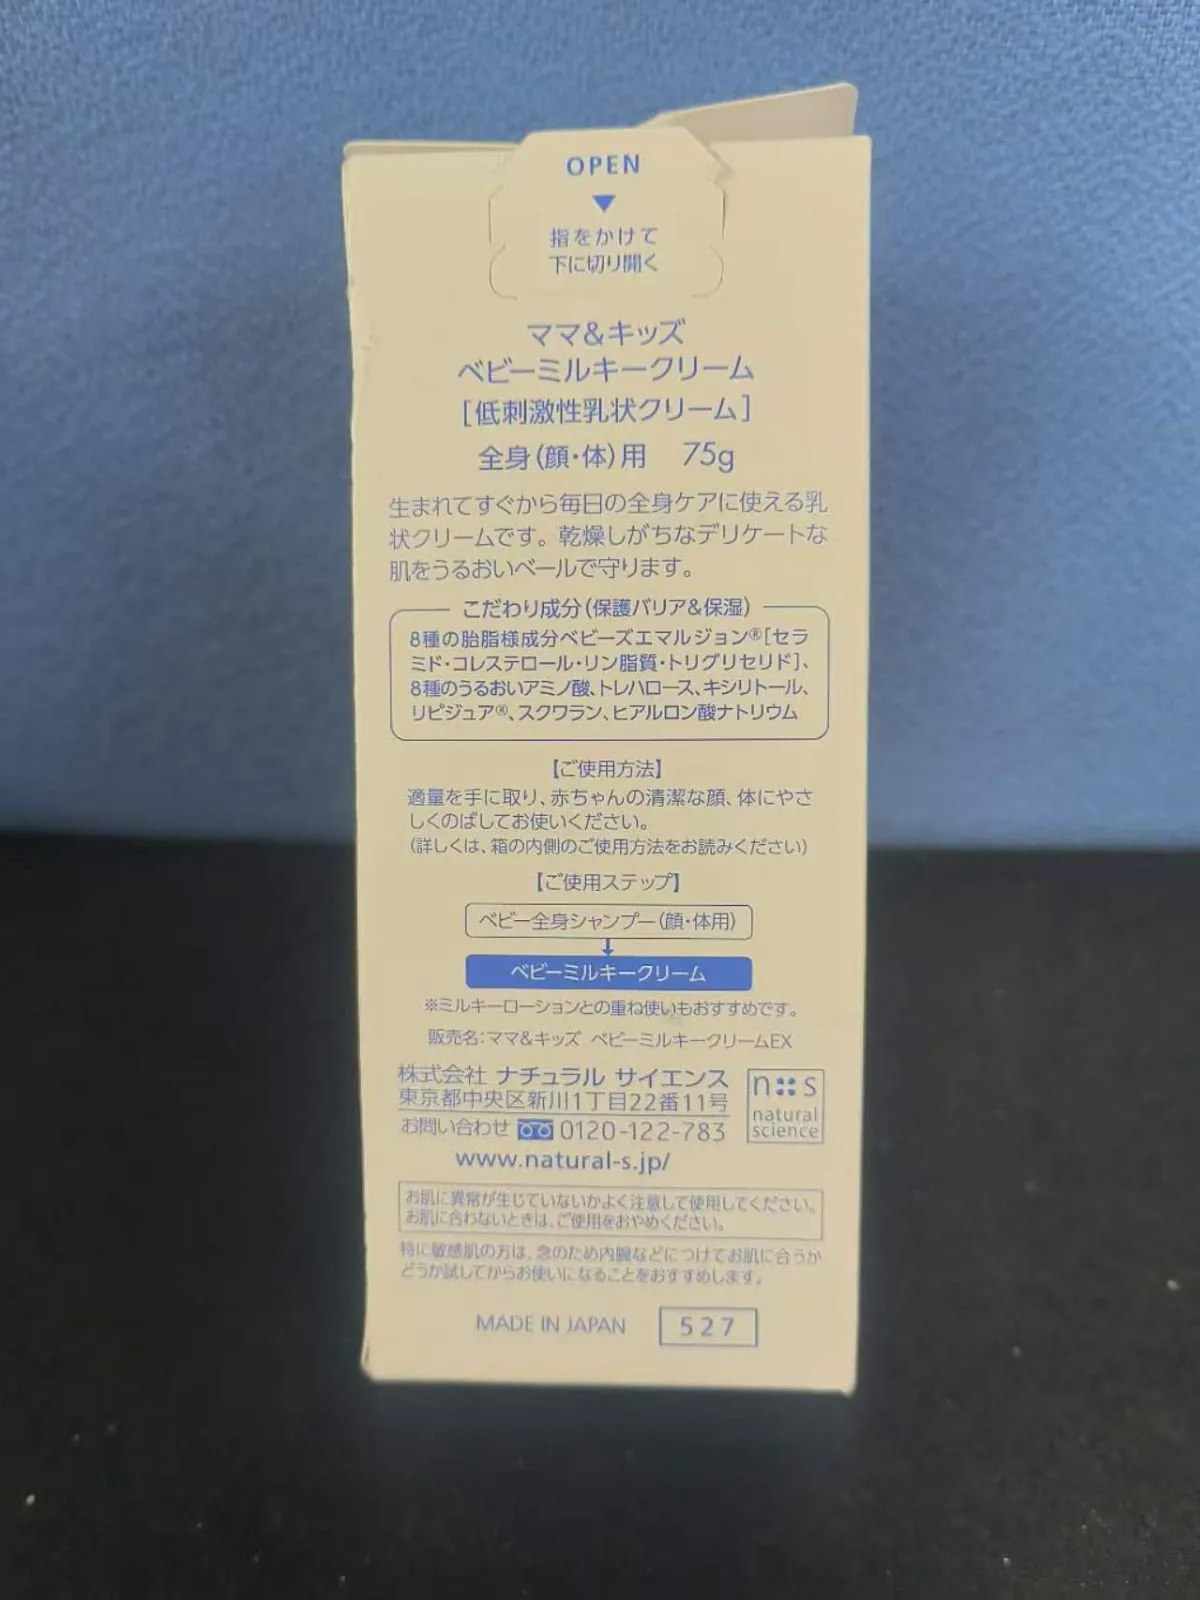 OPEN
▼
指をかけて
下に切り開く
ママ&キッズ
ベビーミルキークリーム
[低刺激性乳状クリーム]
全身(顔・体)用 75g
生まれてすぐから毎日の全身ケアに使える乳
状クリームです。乾燥しがちなデリケートな
肌をうるおいベールで守ります。
こだわり成分(保護バリア&保湿)
8種の胎脂様成分ベビーズエマルジョン®[セラ
ミド・コレステロール・リン脂質・トリグリセリド]、
8種のうるおいアミノ酸、トレハロース、キシリトール、
リピジュア®、スクワラン、ヒアルロン酸ナトリウム
【ご使用方法】
適量を手に取り、赤ちゃんの清潔な顔、体にやさ
しくのばしてお使いください。
(詳しくは、箱の内側のご使用方法をお読みください)
【ご使用ステップ】
ベビー全身シャンプー(顔・体用)
ベビーミルキークリーム
※ミルキーローションとの重ね使いもおすすめです。
販売名:ママ&キッズ ベビーミルキークリームEX
株式会社 ナチュラル サイエンス
東京都中央区新川1丁目22番11号
お問い合わせ 0120-122-783
www.natural-s.jp/
n::s
natural
science
お肌に異常が生じていないかよく注意して使用してください。
お肌に合わないときは、ご使用をおやめください。
特に敏感肌の方は、念のため内腕などにつけてお肌に合うか
どうか試してからお使いになることをおすすめします。
MADE IN JAPAN 527